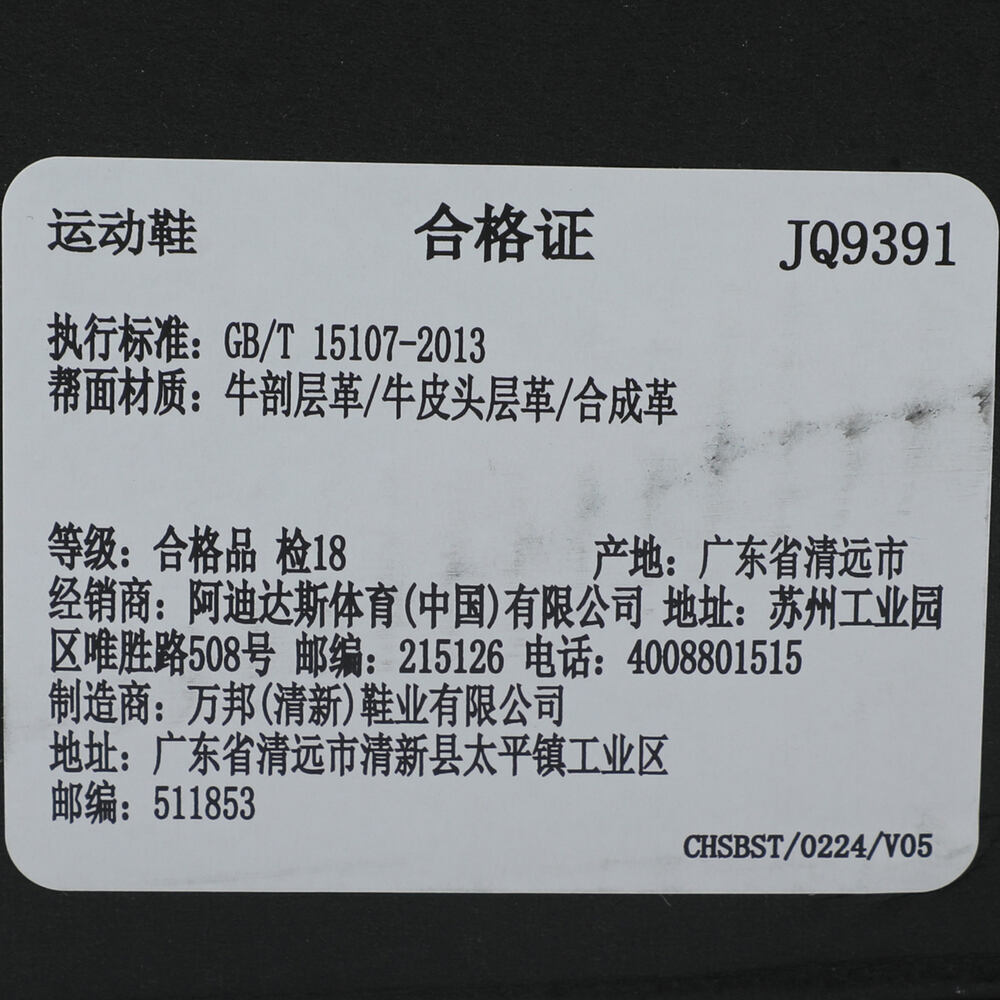 运动鞋 合格证 JQ9391
执行标准：GB/T 15107-2013
帮面材质：牛剖层革/牛皮头层革/合成革
等级：合格品 检18 产地：广东省清远市
经销商：阿迪达斯体育(中国)有限公司 地址：苏州工业园
区唯胜路508号 邮编：215126 电话：4008801515
制造商：万邦(清新)鞋业有限公司
地址：广东省清远市清新县太平镇工业区
邮编：511853
CHSBST/0224/V05